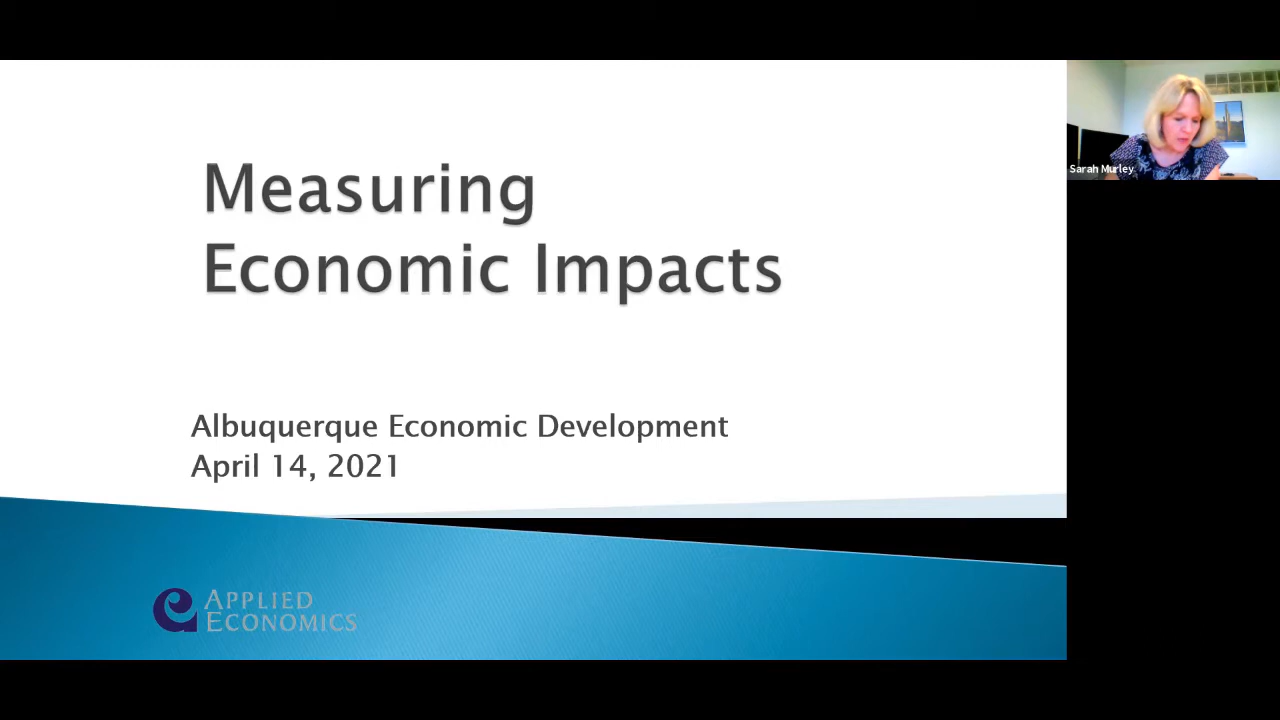 Measuring
Economic Impacts
Sarah Murley
Albuquerque Economic Development
April 14, 2021
APPLIED
ECONOMICS